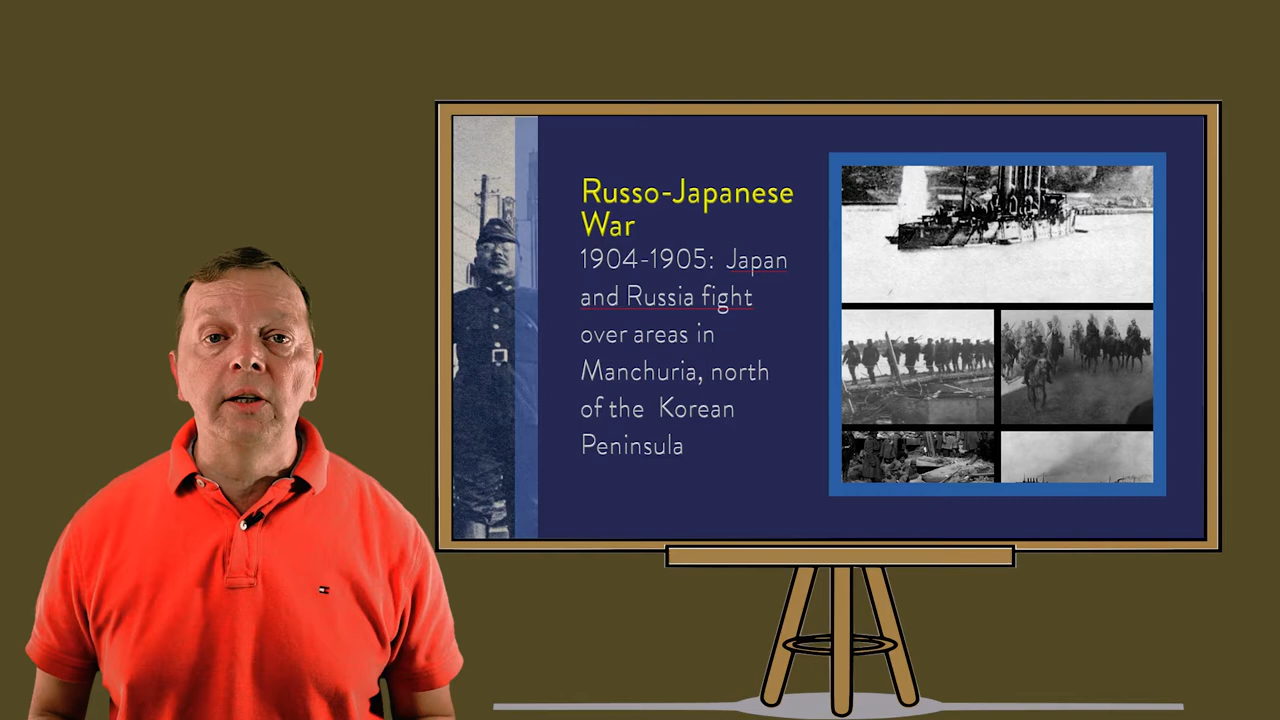 Russo-Japanese
War
1904-1905: Japan
and Russia fight
over areas in
Manchuria, north
of the Korean
Peninsula